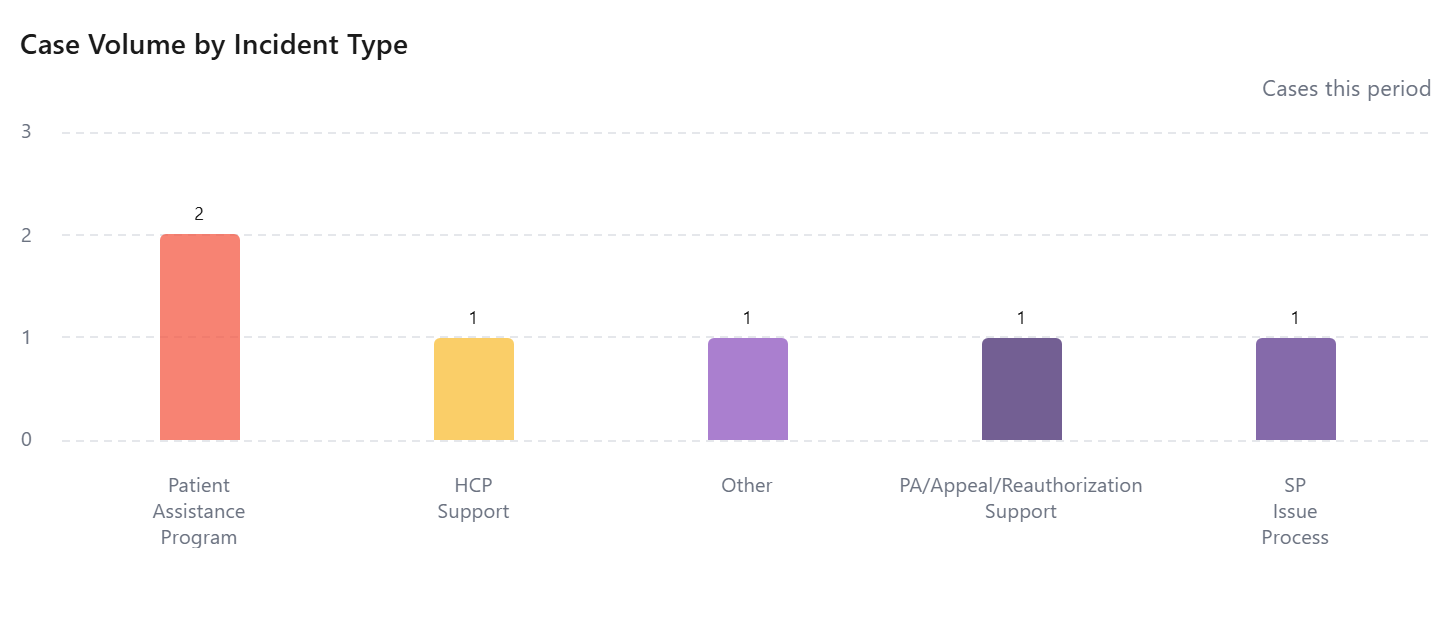 Case Volume by Incident Type
Cases this period
3
2
1
0
2
1
1
1
1
Patient
Assistance
Program
HCP
Support
Other
PA/Appeal/Reauthorization
Support
SP
Issue
Process